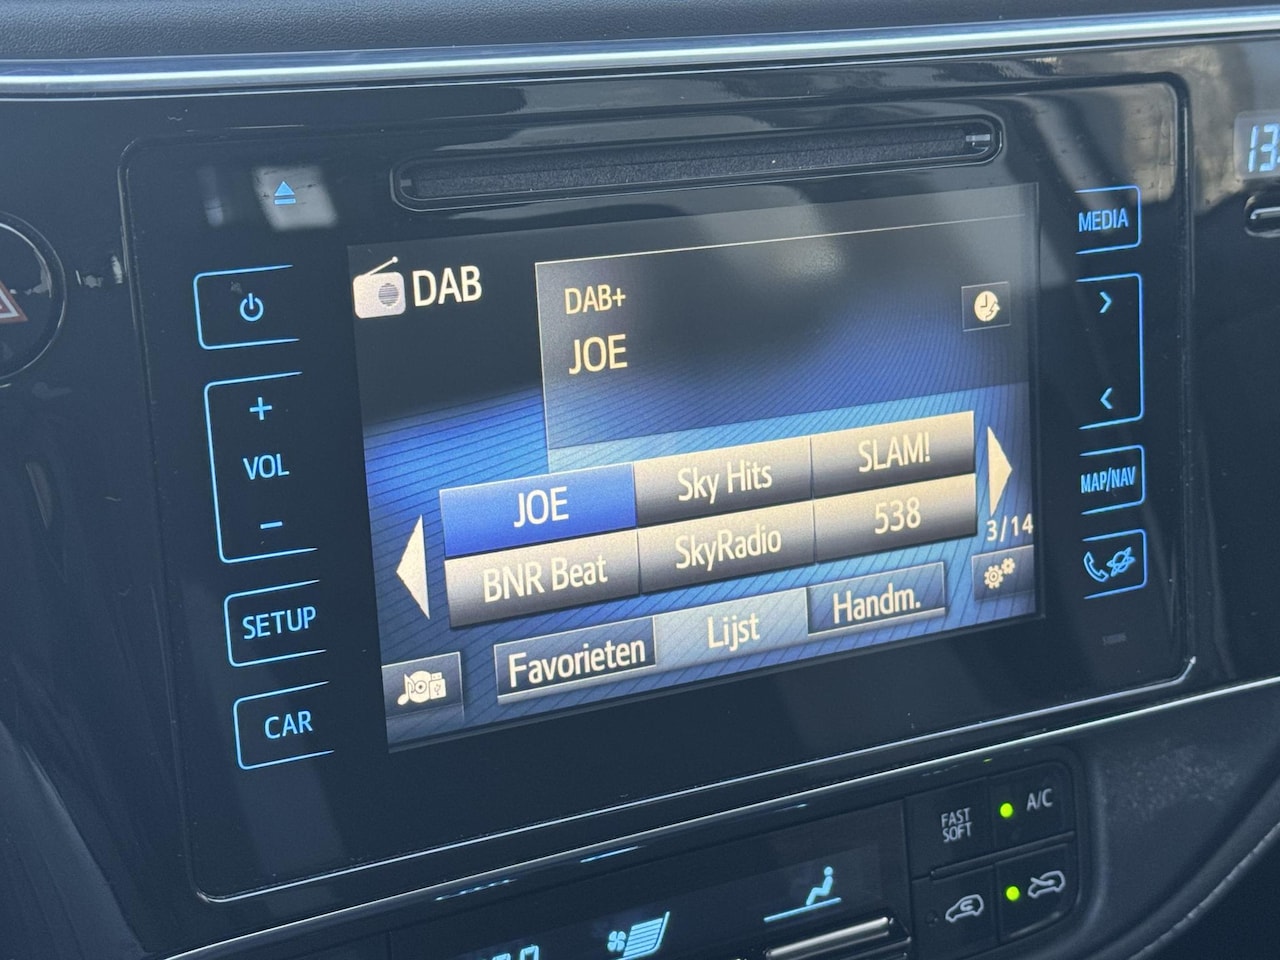 13
MEDIA
DAB
DAB+
JOE
VOL
JOE
Sky Hits
SLAM!
BNR Beat
SkyRadio
538
3/14
MAP/NAV
SETUP
Favorieten
Lijst
Handm.
CAR
FAST
SOFT
A/C